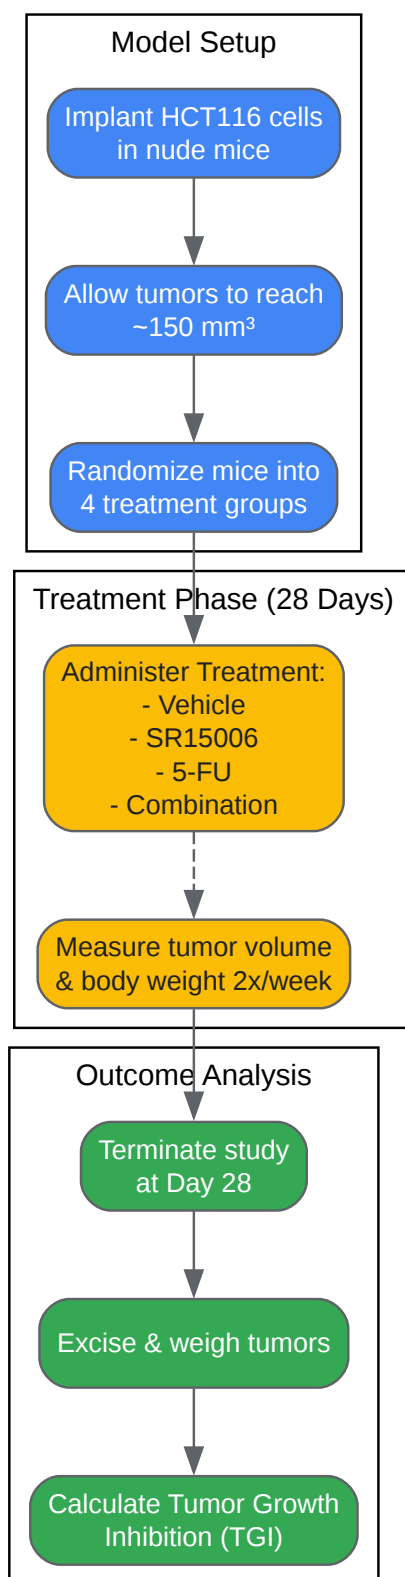 Model Setup
Implant HCT116 cells
in nude mice
Allow tumors to reach
~150 mm³
Randomize mice into
4 treatment groups
Treatment Phase (28 Days)
Administer Treatment:
- Vehicle
- SR15006
- 5-FU
- Combination
Measure tumor volume
& body weight 2x/week
Outcome Analysis
Terminate study
at Day 28
Excise & weigh tumors
Calculate Tumor Growth
Inhibition (TGI)